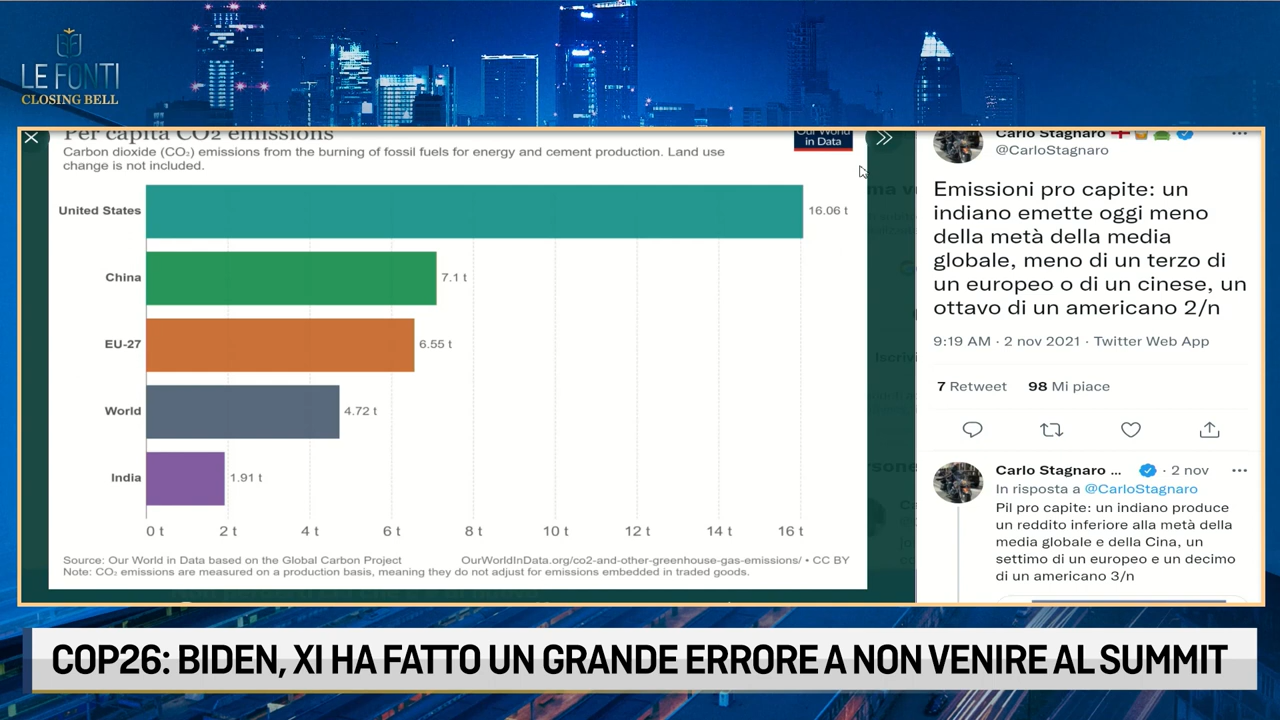 LE FONTI
CLOSING BELL
Per capita CO2 emissions
Carbon dioxide (CO₂) emissions from the burning of fossil fuels for energy and cement production. Land use
change is not included.
Our World
in Data
United States
16.06 t
China
7.1 t
EU-27
6.55 t
World
4.72 t
India
1.91 t
0 t 2 t 4 t 6 t 8 t 10 t 12 t 14 t 16 t
Source: Our World in Data based on the Global Carbon Project
OurWorldInData.org/co2-and-other-greenhouse-gas-emissions/ • CC BY
Note: CO₂ emissions are measured on a production basis, meaning they do not adjust for emissions embedded in traded goods.
Carlo Stagnaro
@CarloStagnaro
Emissioni pro capite: un
indiano emette oggi meno
della metà della media
globale, meno di un terzo di
un europeo o di un cinese, un
ottavo di un americano 2/n
9:19 AM · 2 nov 2021 · Twitter Web App
7 Retweet 98 Mi piace
Carlo Stagnaro ... · 2 nov
In risposta a @CarloStagnaro
Pil pro capite: un indiano produce
un reddito inferiore alla metà della
media globale e della Cina, un
settimo di un europeo e un decimo
di un americano 3/n
COP26: BIDEN, XI HA FATTO UN GRANDE ERRORE A NON VENIRE AL SUMMIT